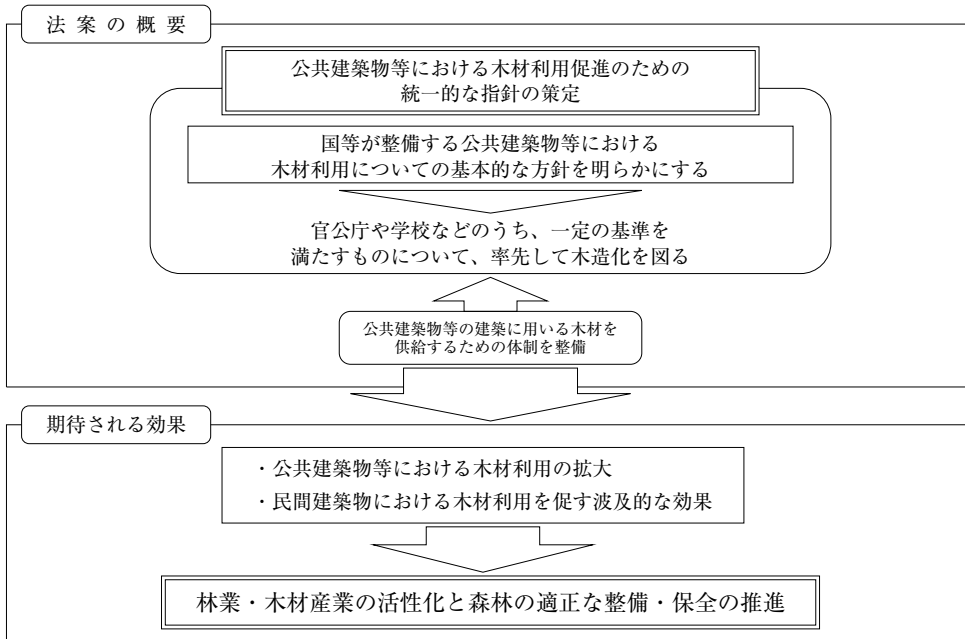 法案の概要
公共建築物等における木材利用促進のための
統一的な指針の策定
国等が整備する公共建築物等における
木材利用についての基本的な方針を明らかにする
官公庁や学校などのうち、一定の基準を
満たすものについて、率先して木造化を図る
公共建築物等の建築に用いる木材を
供給するための体制を整備
期待される効果
・公共建築物等における木材利用の拡大
・民間建築物における木材利用を促す波及的な効果
林業・木材産業の活性化と森林の適正な整備・保全の推進